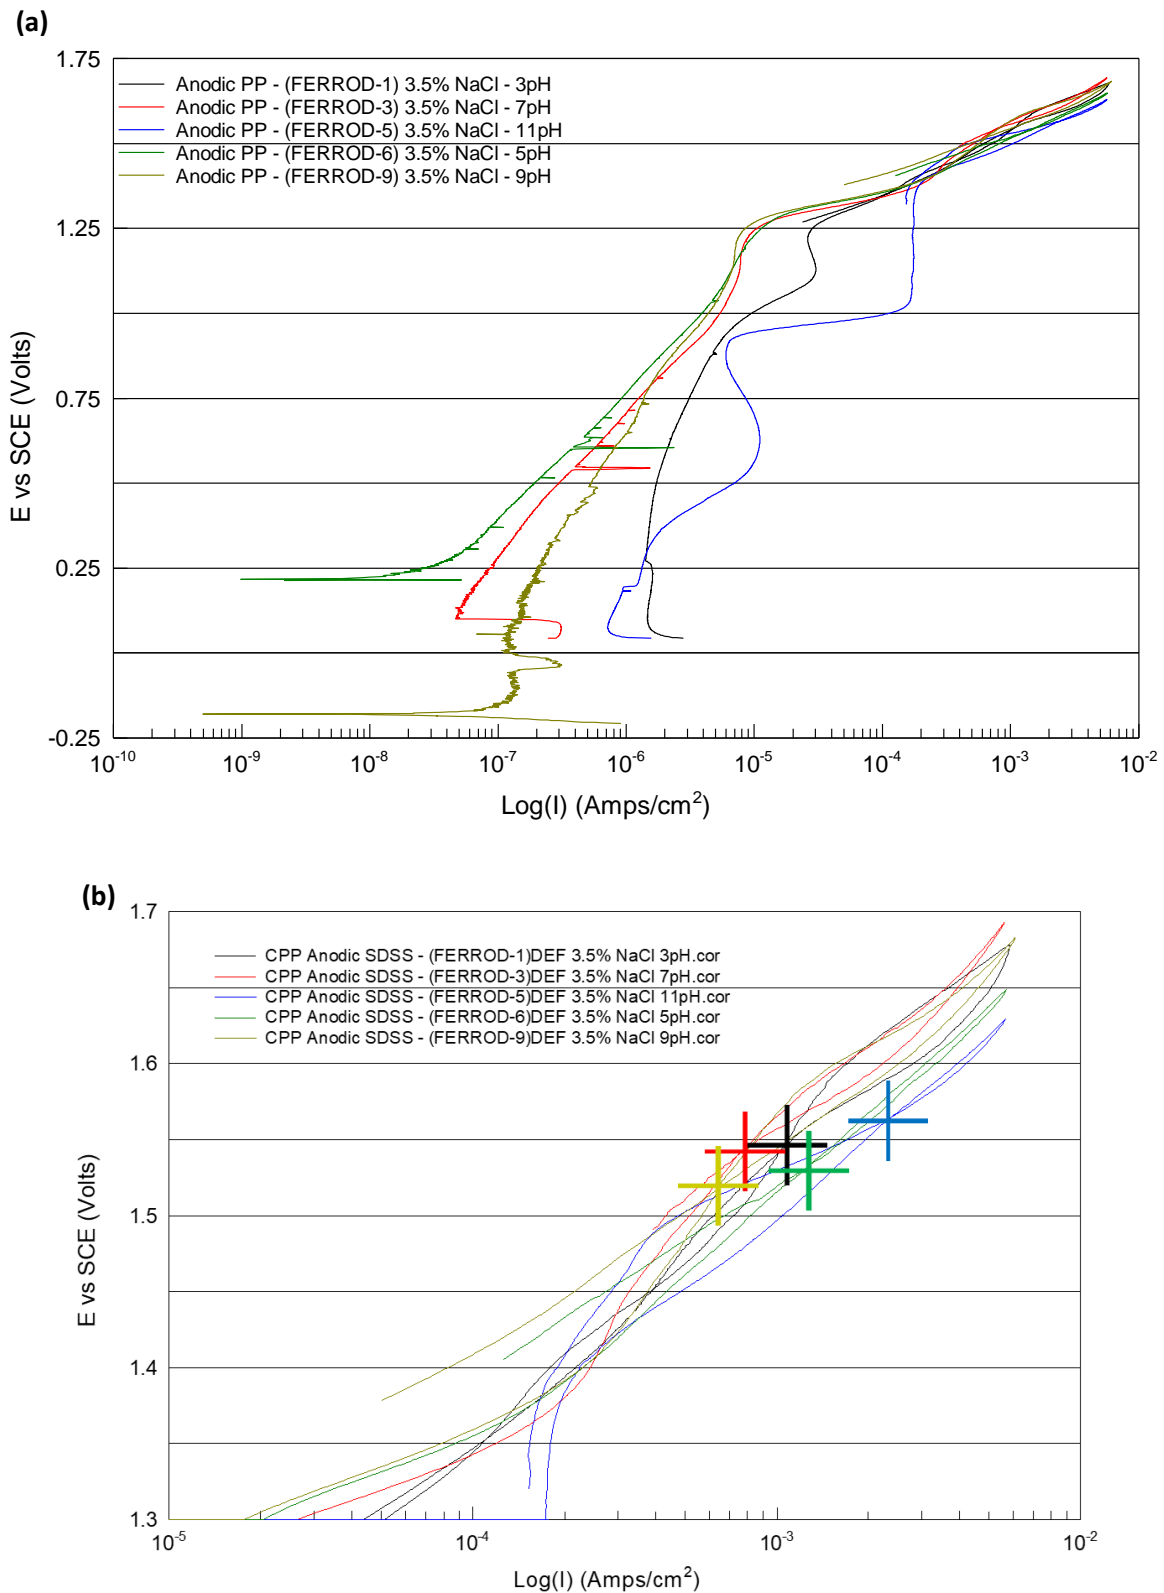 (a)
1.75
Anodic PP - (FERROD-1) 3.5% NaCl - 3pH
Anodic PP - (FERROD-3) 3.5% NaCl - 7pH
Anodic PP - (FERROD-5) 3.5% NaCl - 11pH
Anodic PP - (FERROD-6) 3.5% NaCl - 5pH
Anodic PP - (FERROD-9) 3.5% NaCl - 9pH
1.25
0.75
0.25
-0.25
E vs SCE (Volts)
10-10 10-9 10-8 10-7 10-6 10-5 10-4 10-3 10-2
Log(I) (Amps/cm2)
(b)
1.7
CPP Anodic SDSS - (FERROD-1)DEF 3.5% NaCl 3pH.cor
CPP Anodic SDSS - (FERROD-3)DEF 3.5% NaCl 7pH.cor
CPP Anodic SDSS - (FERROD-5)DEF 3.5% NaCl 11pH.cor
CPP Anodic SDSS - (FERROD-6)DEF 3.5% NaCl 5pH.cor
CPP Anodic SDSS - (FERROD-9)DEF 3.5% NaCl 9pH.cor
1.6
1.5
1.4
1.3
E vs SCE (Volts)
10-5 10-4 10-3 10-2
Log(I) (Amps/cm2)